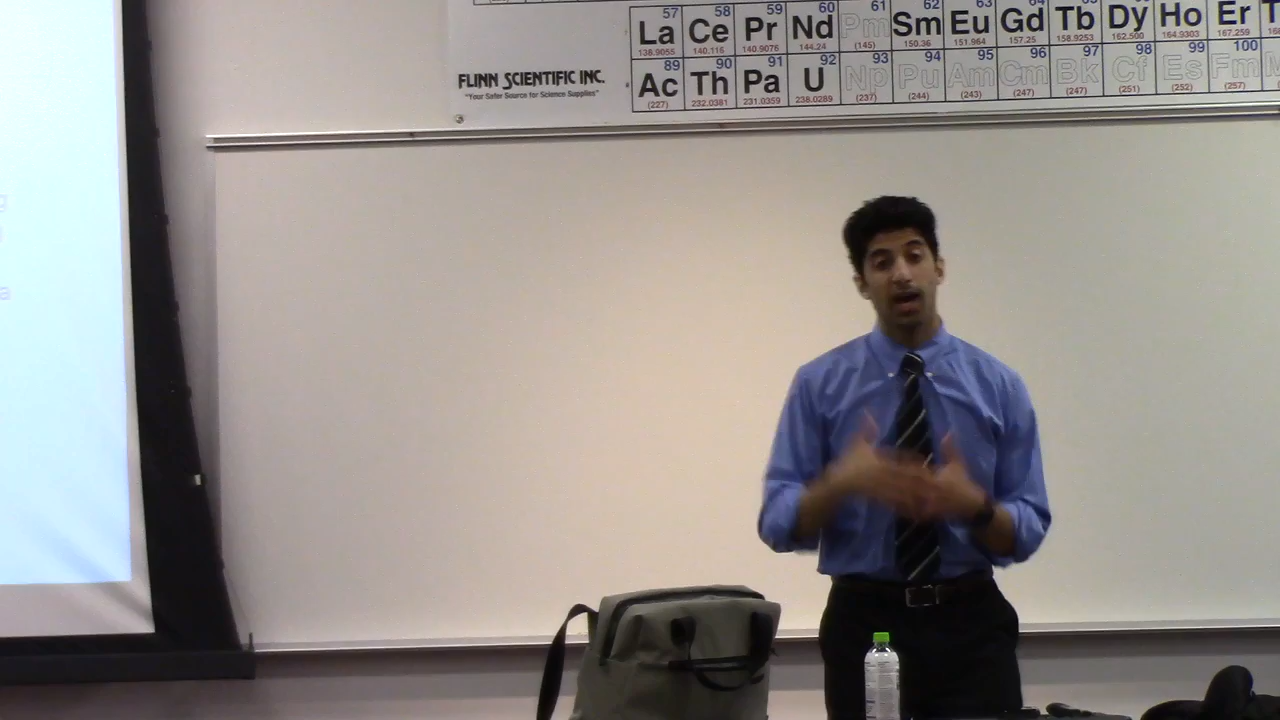 57 58 59 60 61 62 63 64 65 66 67 68
La Ce Pr Nd Pm Sm Eu Gd Tb Dy Ho Er T
138.9055 140.116 140.9076 144.24 (145) 150.36 151.964 157.25 158.9253 162.500 164.9303 167.259
89 90 91 92 93 94 95 96 97 98 99 100
Ac Th Pa U Np Pu Am Cm Bk Cf Es Fm M
(227) 232.0381 231.0359 238.0289 (237) (244) (243) (247) (247) (251) (252) (257)
FLINN SCIENTIFIC INC.
"Your Safer Source for Science Supplies"
g
a